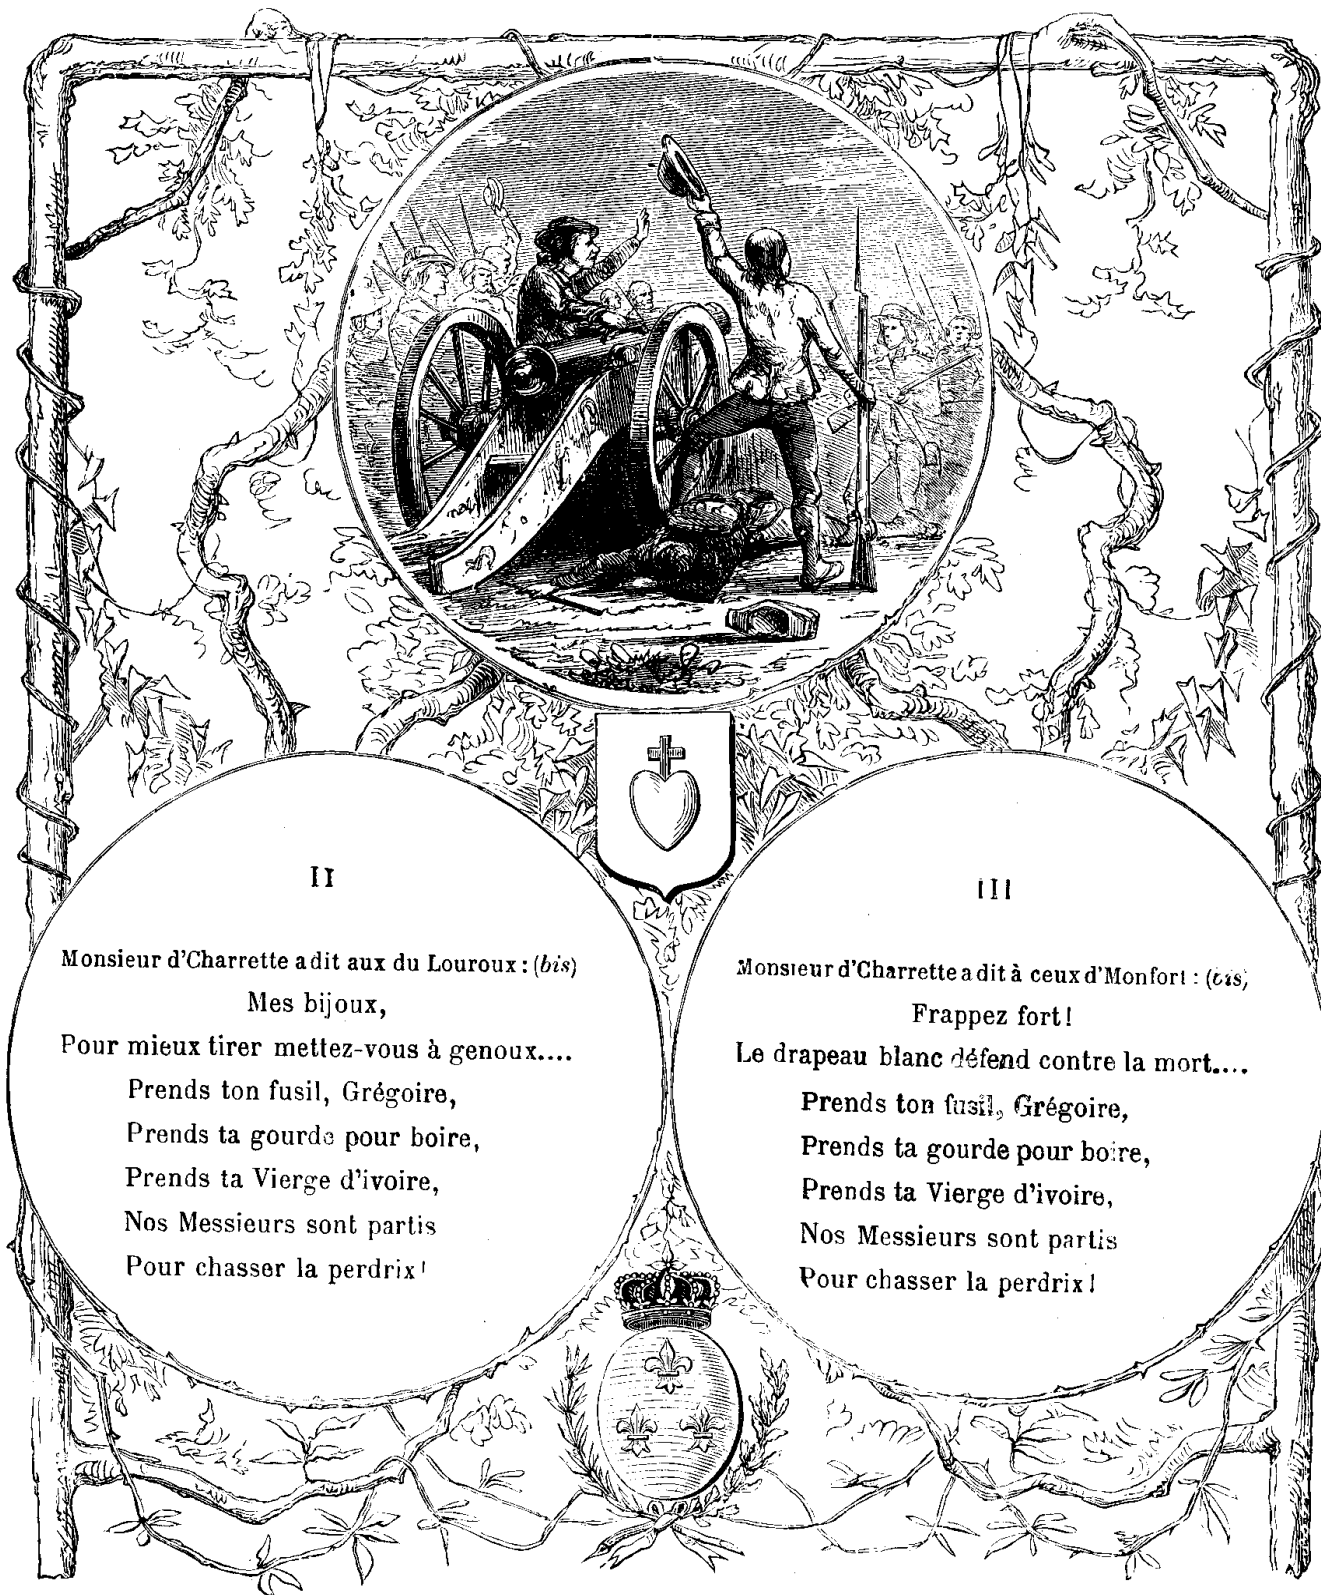 II
Monsieur d'Charrette a dit aux du Louroux : (bis)
Mes bijoux,
Pour mieux tirer mettez-vous à genoux....
Prends ton fusil, Grégoire,
Prends ta gourde pour boire,
Prends ta Vierge d'ivoire,
Nos Messieurs sont partis
Pour chasser la perdrix !
III
Monsieur d'Charrette a dit à ceux d'Monfort : (bis)
Frappez fort !
Le drapeau blanc défend contre la mort....
Prends ton fusil, Grégoire,
Prends ta gourde pour boire,
Prends ta Vierge d'ivoire,
Nos Messieurs sont partis
Pour chasser la perdrix !